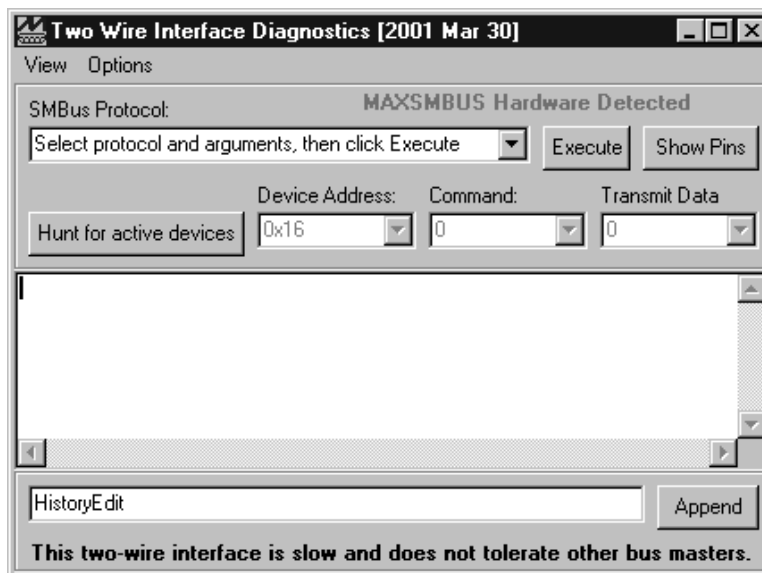 Two Wire Interface Diagnostics [2001 Mar 30]
View Options
MAXSMBUS Hardware Detected
SMBus Protocol:
Select protocol and arguments, then click Execute Execute Show Pins
Device Address: Command: Transmit Data
Hunt for active devices 0x16 0 0
HistoryEdit Append
This two-wire interface is slow and does not tolerate other bus masters.